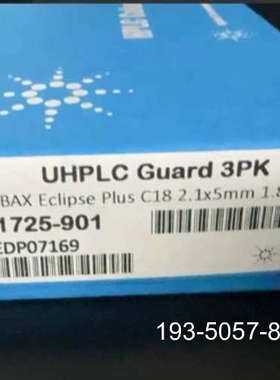 UHPLC Guard 3PK
BAX Eclipse Plus C18 2.1x5mm 1.8
1725-901
EDP07169
193-5057-8